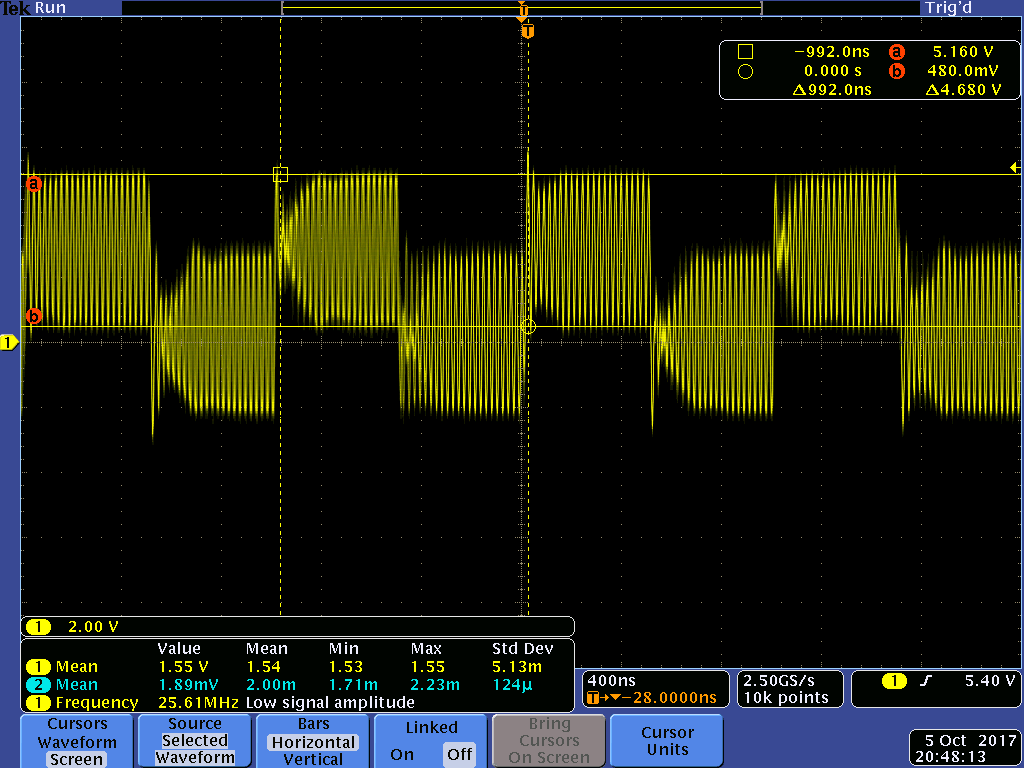 Tek Run Trig'd
T
T
−992.0ns a 5.160 V
0.000 s b 480.0mV
Δ992.0ns Δ4.680 V
a
b
1
1 2.00 V
Value Mean Min Max Std Dev
1 Mean 1.55 V 1.54 1.53 1.55 5.13m
2 Mean 1.89mV 2.00m 1.71m 2.23m 124µ
1 Frequency 25.61MHz Low signal amplitude
400ns
T→▼−28.0000ns
2.50GS/s
10k points
1 5.40 V
Cursors
Waveform
Screen
Source
Selected
Waveform
Bars
Horizontal
Vertical
Linked
On Off
Bring
Cursors
On Screen
Cursor
Units
5 Oct 2017
20:48:13